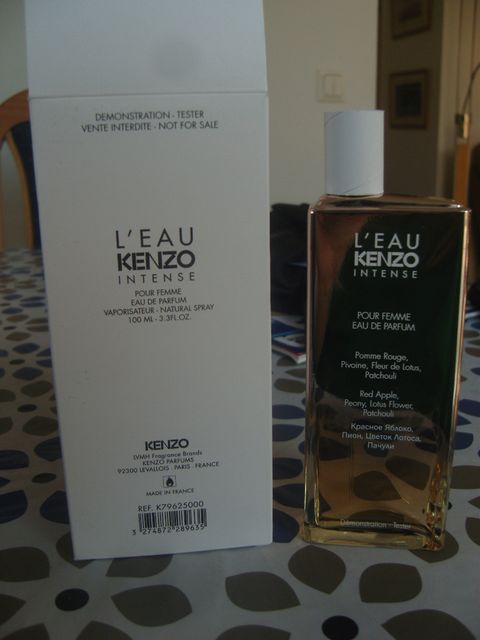 DEMONSTRATION - TESTER
VENTE INTERDITE - NOT FOR SALE
L'EAU
KENZO
INTENSE
POUR FEMME
EAU DE PARFUM
VAPORISATEUR - NATURAL SPRAY
100 ML - 3.3FL.OZ.
KENZO
LVMH Fragrance Brands
KENZO PARFUMS
92300 LEVALLOIS . PARIS . FRANCE
MADE IN FRANCE
REF. K79625000
3 274872 289635
L'EAU
KENZO
INTENSE
POUR FEMME
EAU DE PARFUM
Pomme Rouge,
Pivoine, Fleur de Lotus,
Patchouli
Red Apple,
Peony, Lotus Flower,
Patchouli
Красное Яблоко,
Пион, Цветок Лотоса,
Пачули
Démonstration - Tester